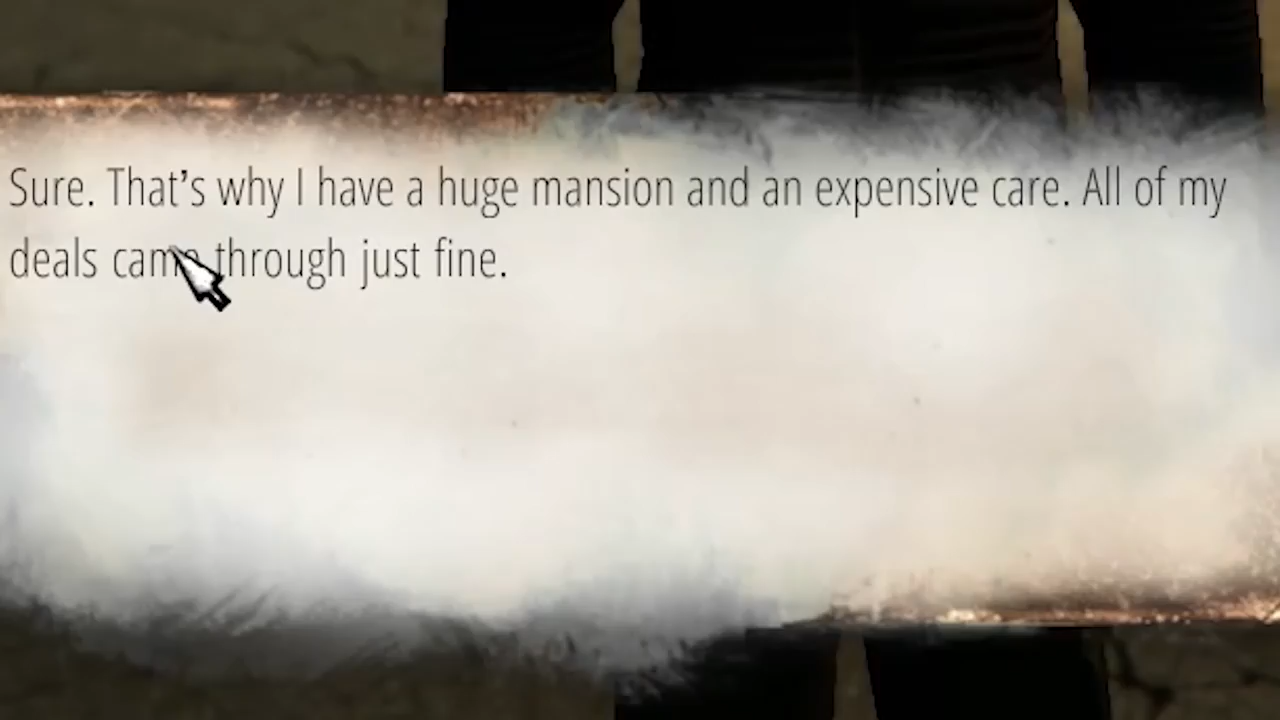 Sure. That's why I have a huge mansion and an expensive care. All of my
deals came through just fine.